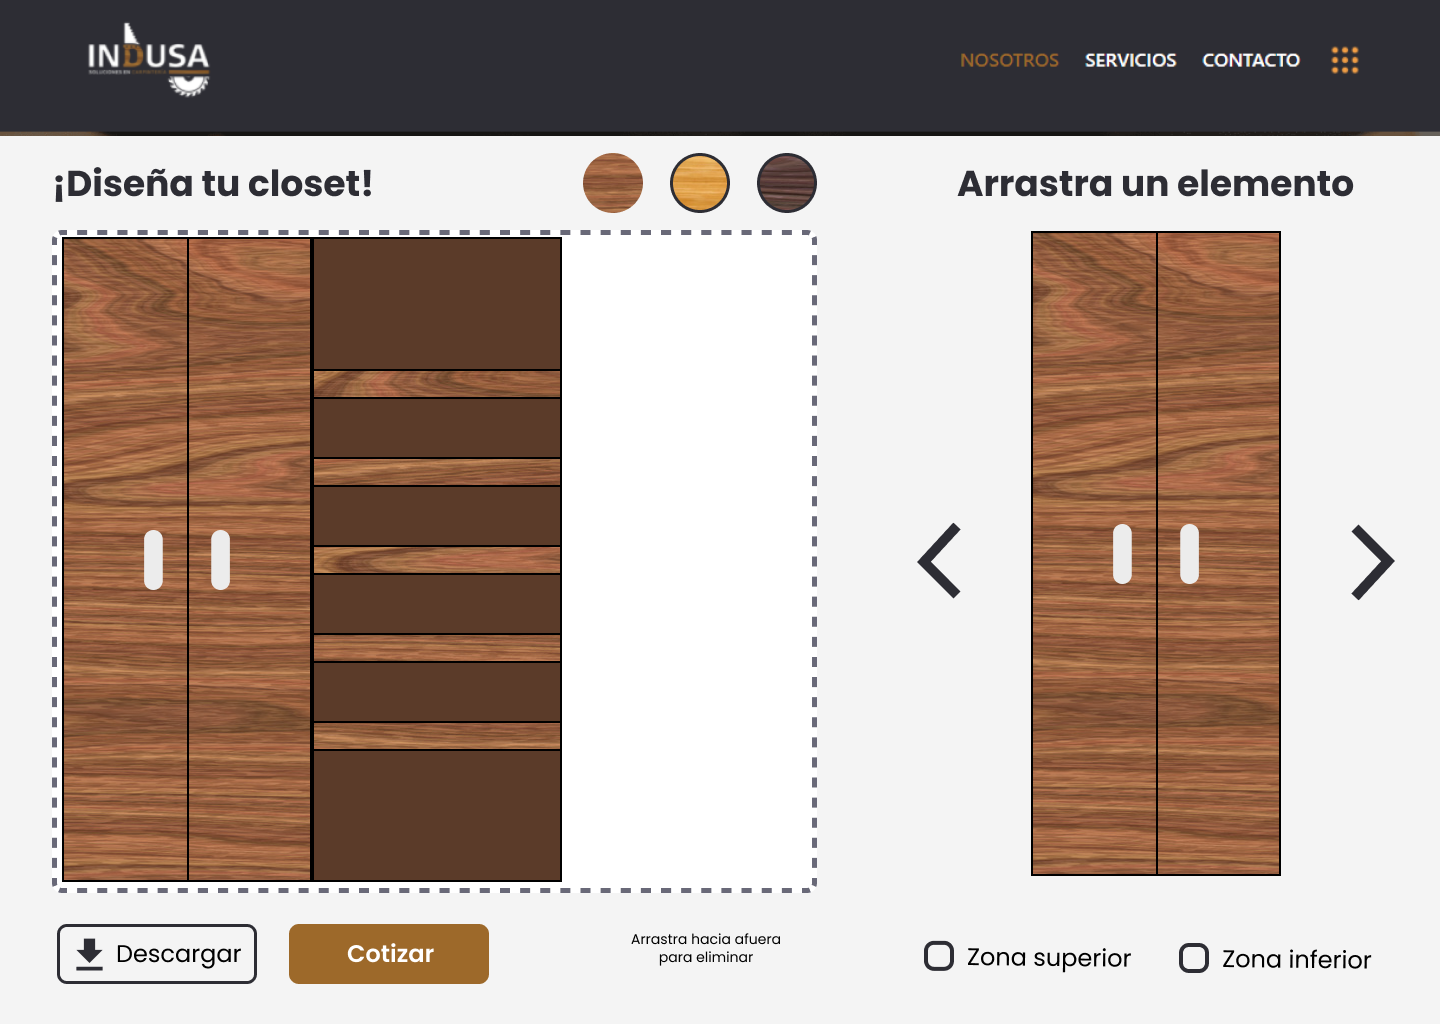 INDUSA
SOLUCIONES EN CARPINTERÍA
NOSOTROS
SERVICIOS
CONTACTO
¡Diseña tu closet!
Arrastra un elemento
Descargar
Cotizar
Arrastra hacia afuera
para eliminar
Zona superior
Zona inferior